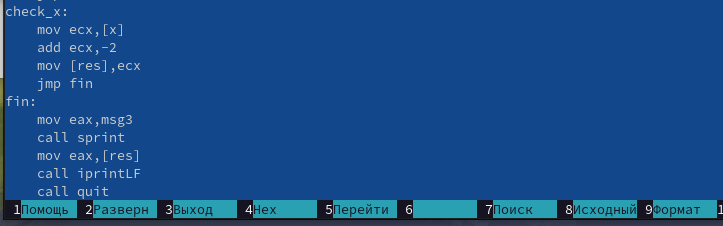 check_x:
mov ecx,[x]
add ecx,-2
mov [res],ecx
jmp fin
fin:
mov eax,msg3
call sprint
mov eax,[res]
call iprintLF
call quit
1Помощь 2Разверн 3Выход 4Hex 5Перейти 6 7Поиск 8Исходный 9Формат 1